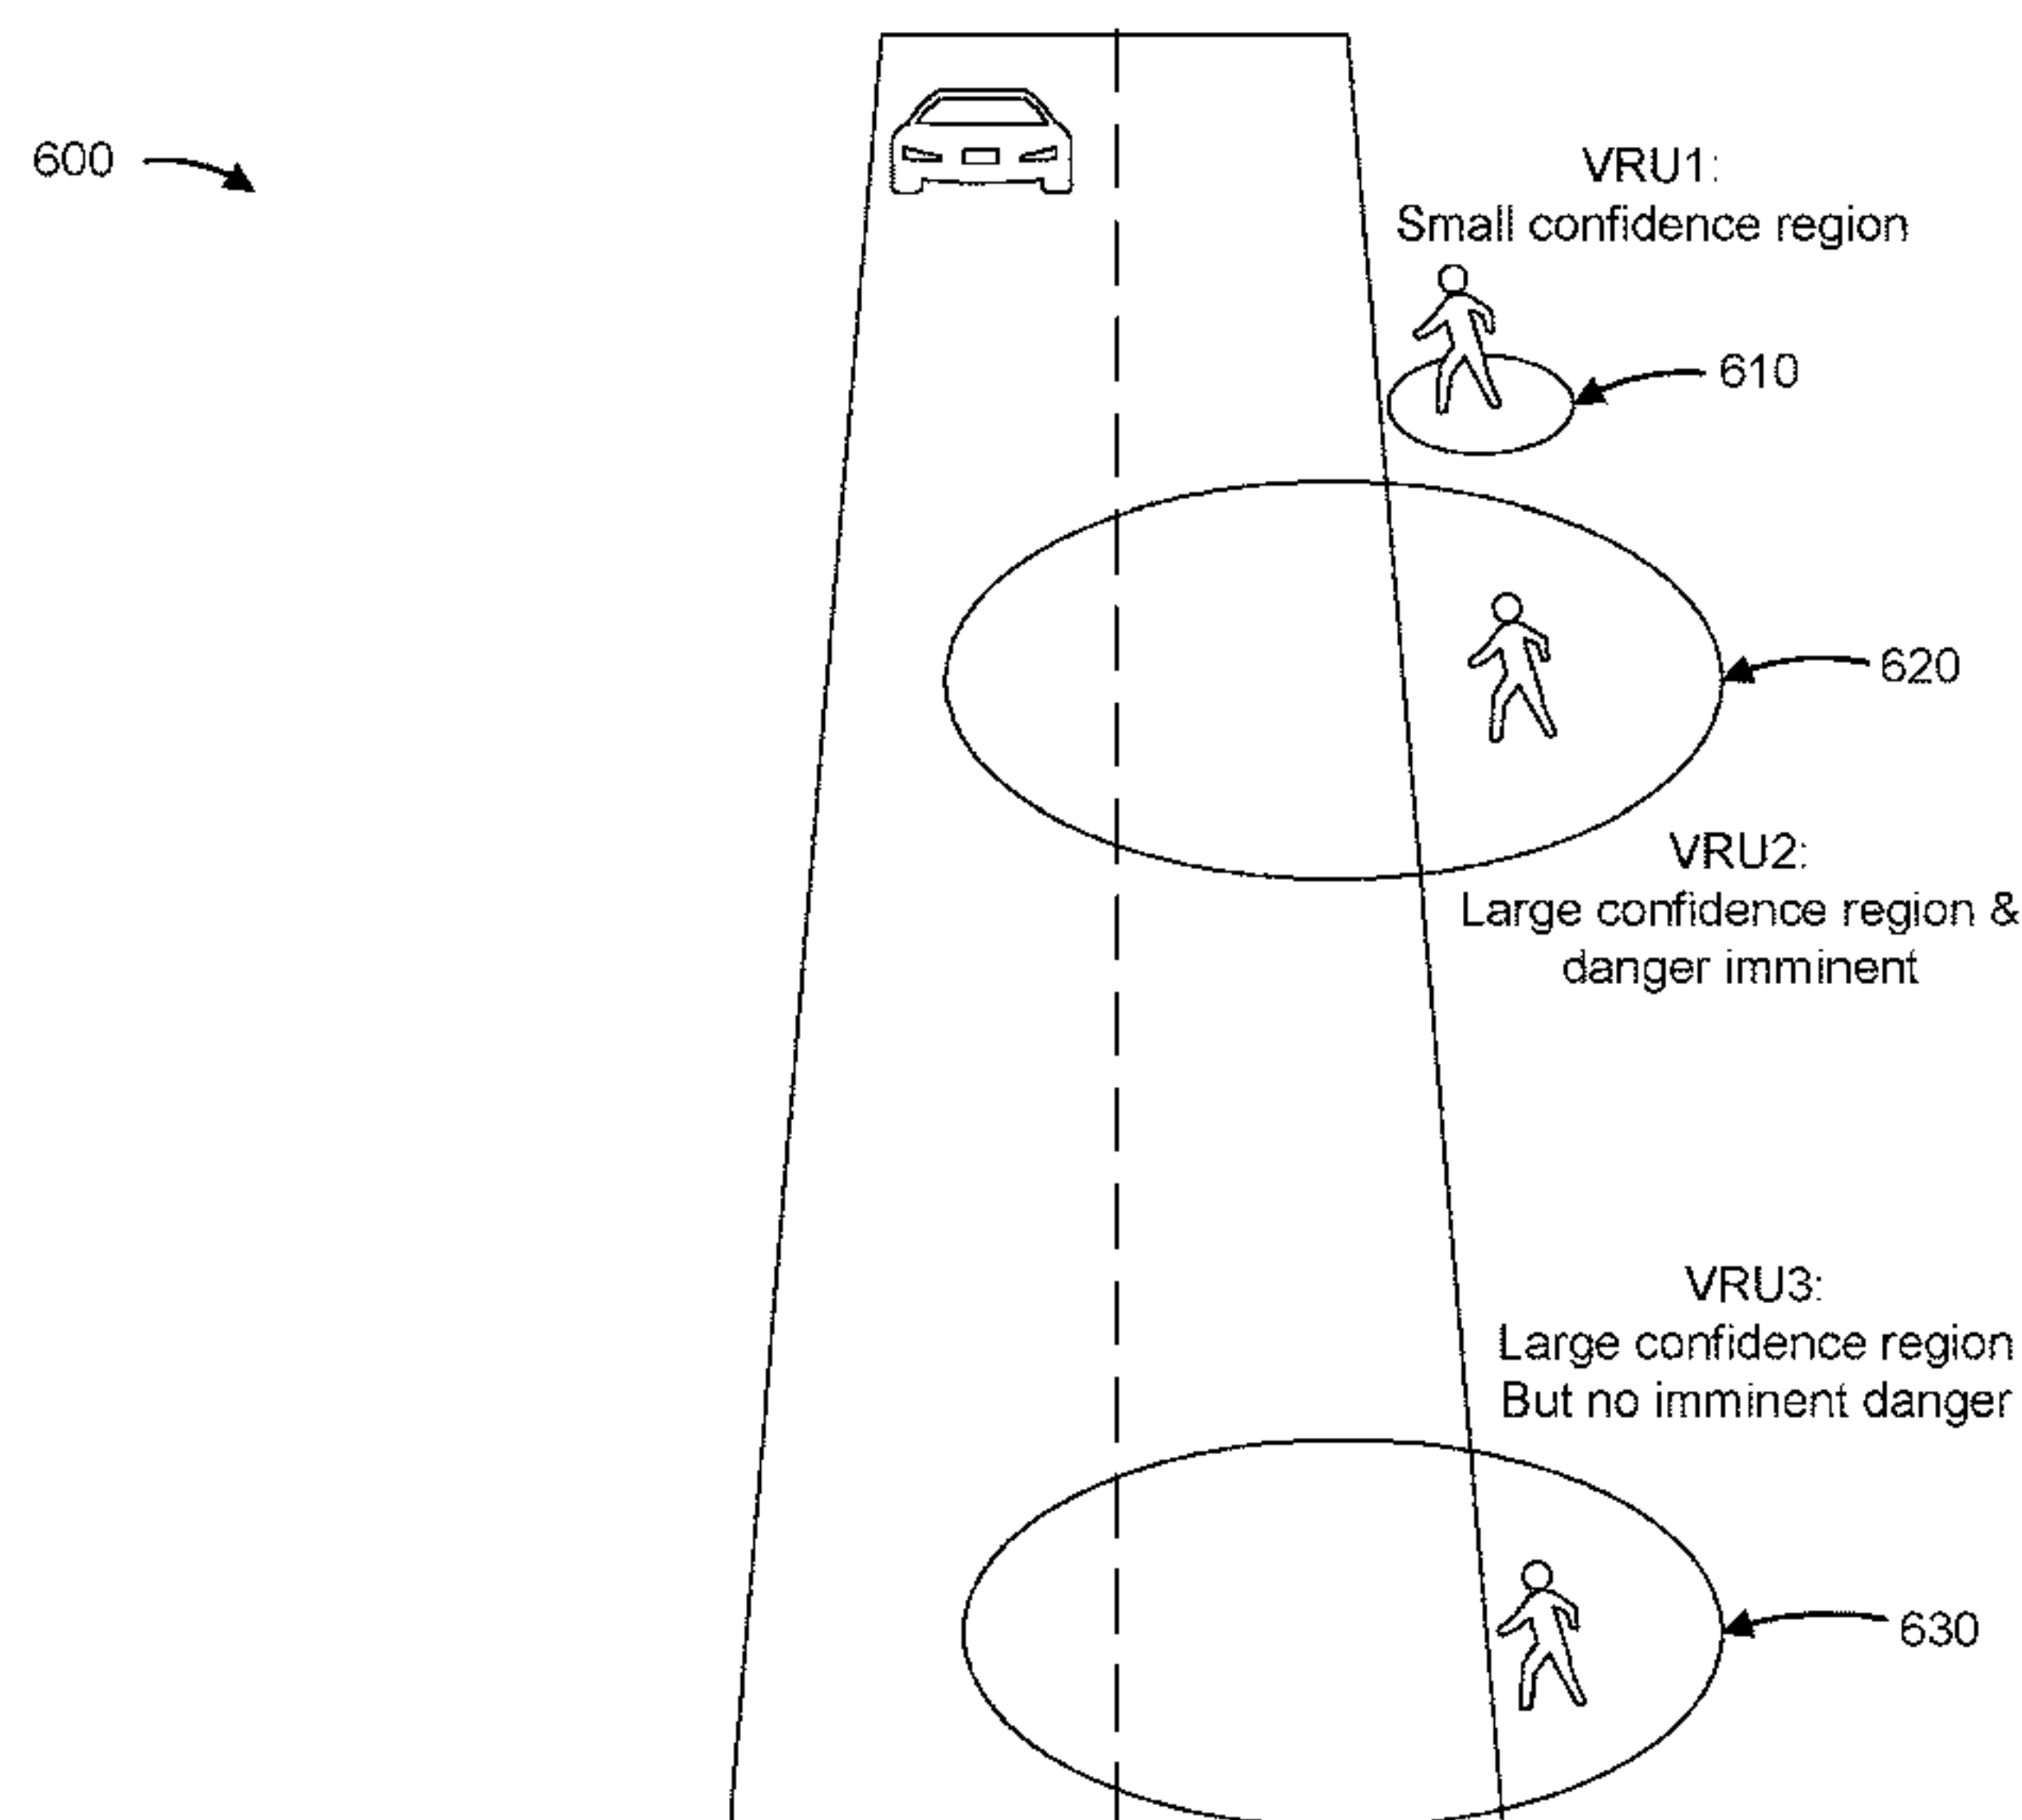 600
VRU1:
Small confidence region
610
620
VRU2:
Large confidence region &
danger imminent
VRU3:
Large confidence region
But no imminent danger
630